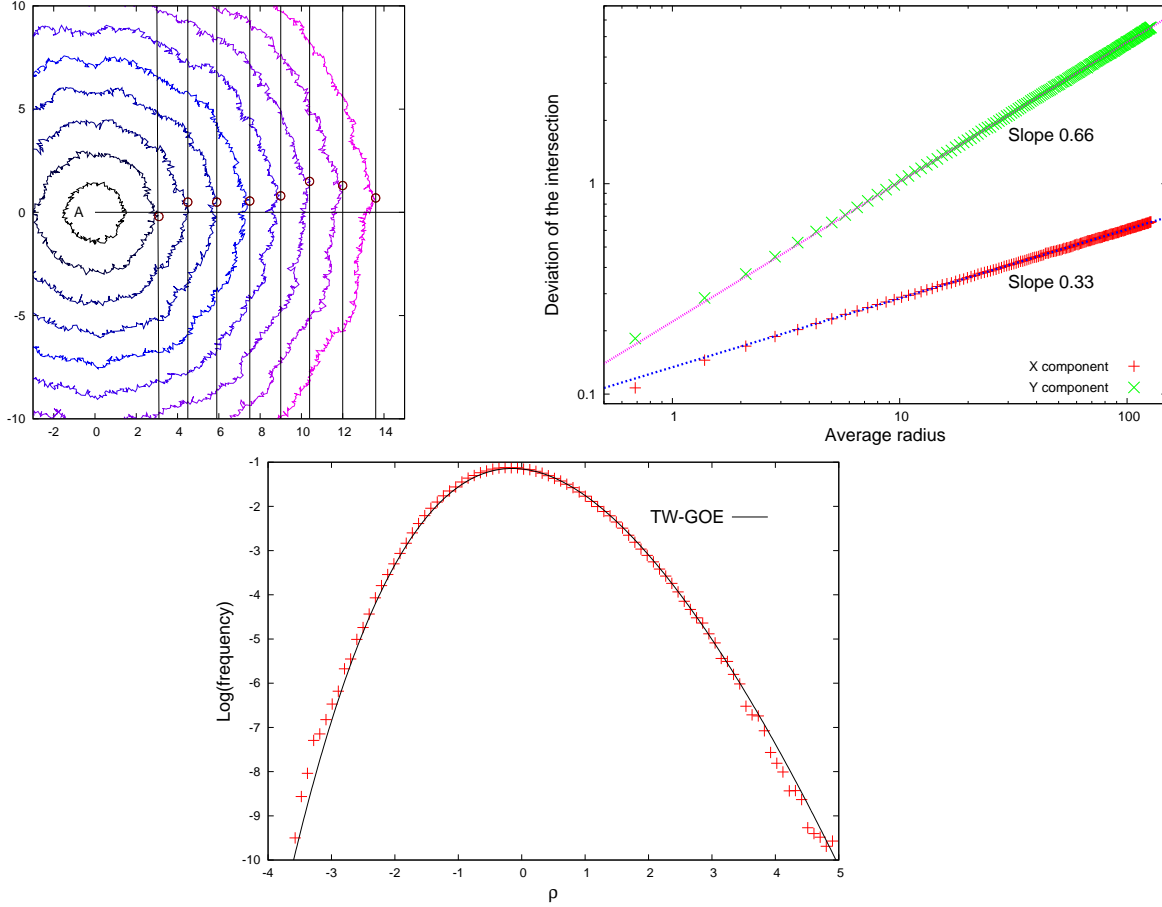 10
5
A
0
-5
-10
-2 0 2 4 6 8 10 12 14
Deviation of the intersection
1
0.1
Slope 0.66
Slope 0.33
X component
Y component
1 10 100
Average radius
Log(frequency)
-1
-2
-3
-4
-5
-6
-7
-8
-9
-10
TW-GOE
-4 -3 -2 -1 0 1 2 3 4 5
ρ